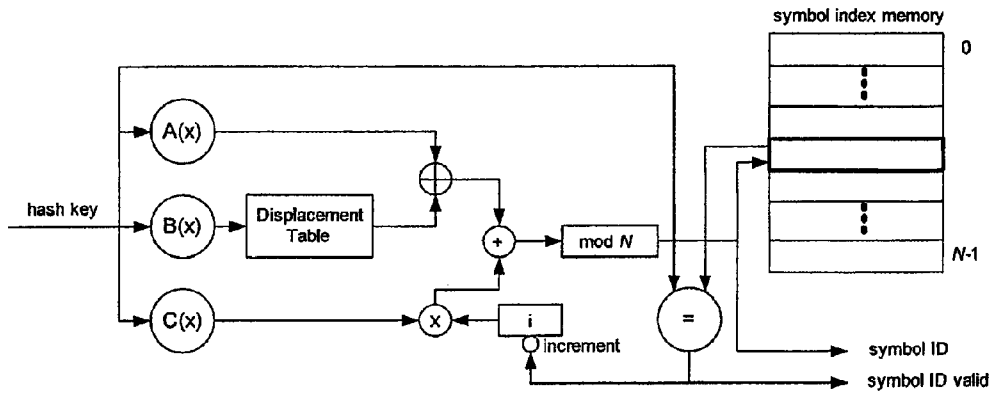 symbol index memory
0
A(x)
hash key
B(x)
Displacement
Table
+
mod N
N-1
C(x)
x
i
=
increment
symbol ID
symbol ID valid